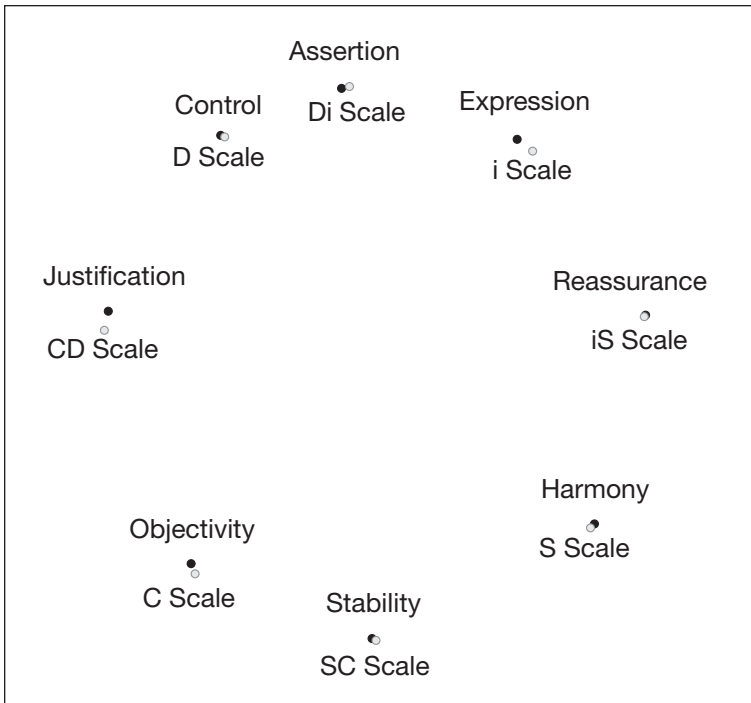 Assertion
Di Scale
Control
D Scale
Expression
i Scale
Justification
CD Scale
Reassurance
iS Scale
Harmony
S Scale
Objectivity
C Scale
Stability
SC Scale